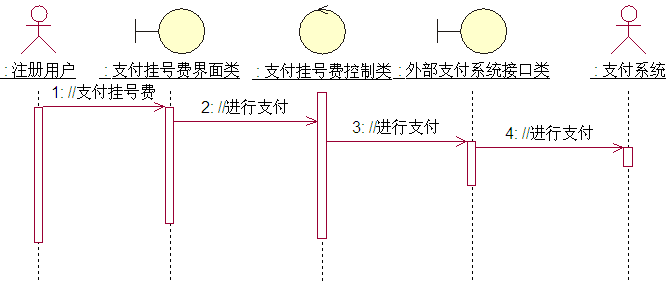 : 注册用户
: 支付挂号费界面类
: 支付挂号费控制类
: 外部支付系统接口类
: 支付系统
1: //支付挂号费
2: //进行支付
3: //进行支付
4: //进行支付